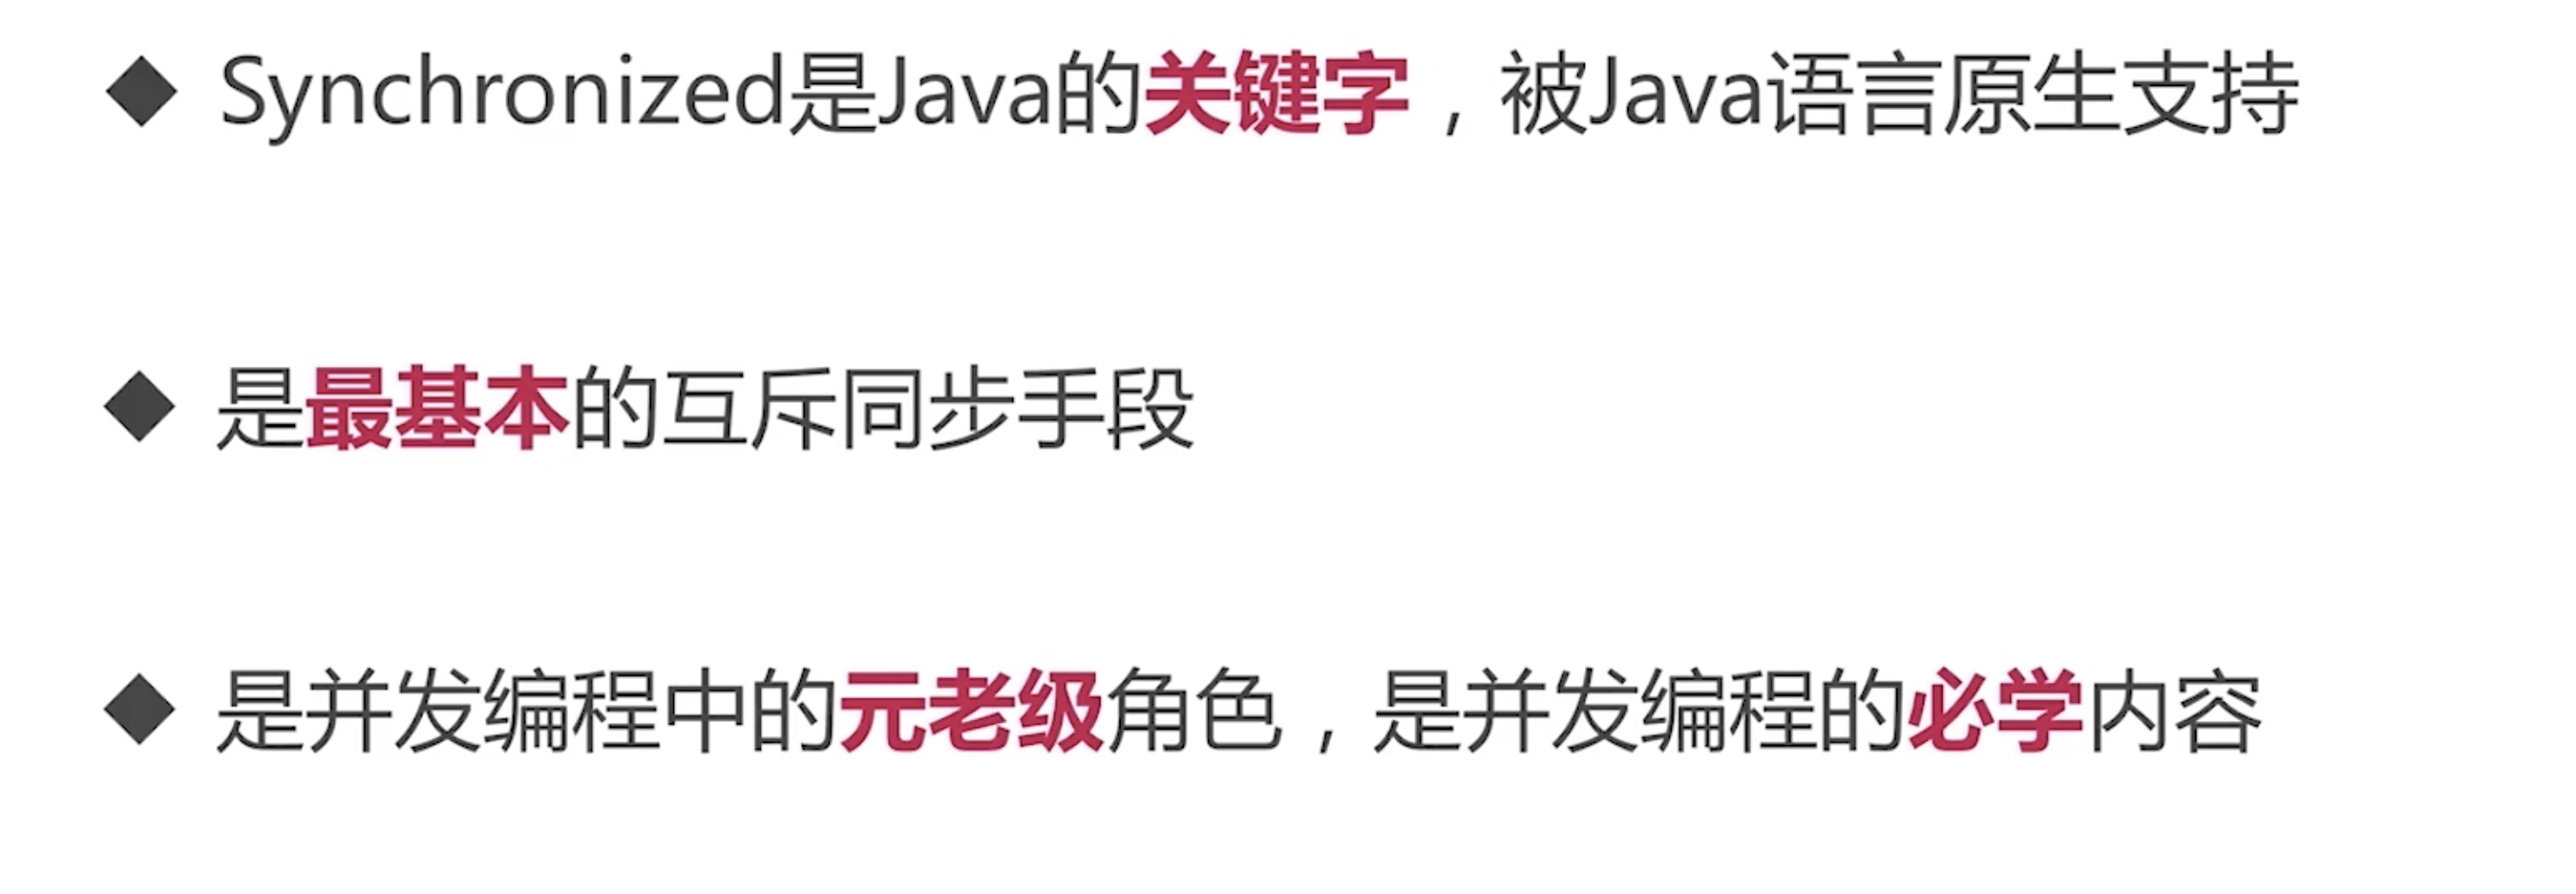 ◆ Synchronized是Java的关键字，被Java语言原生支持
◆ 是最基本的互斥同步手段
◆ 是并发编程中的元老级角色，是并发编程的必学内容